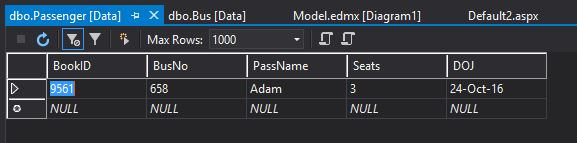 dbo.Passenger [Data] dbo.Bus [Data] Model.edmx [Diagram1] Default2.aspx
Max Rows: 1000
BookID BusNo PassName Seats DOJ
9561 658 Adam 3 24-Oct-16
NULL NULL NULL NULL NULL